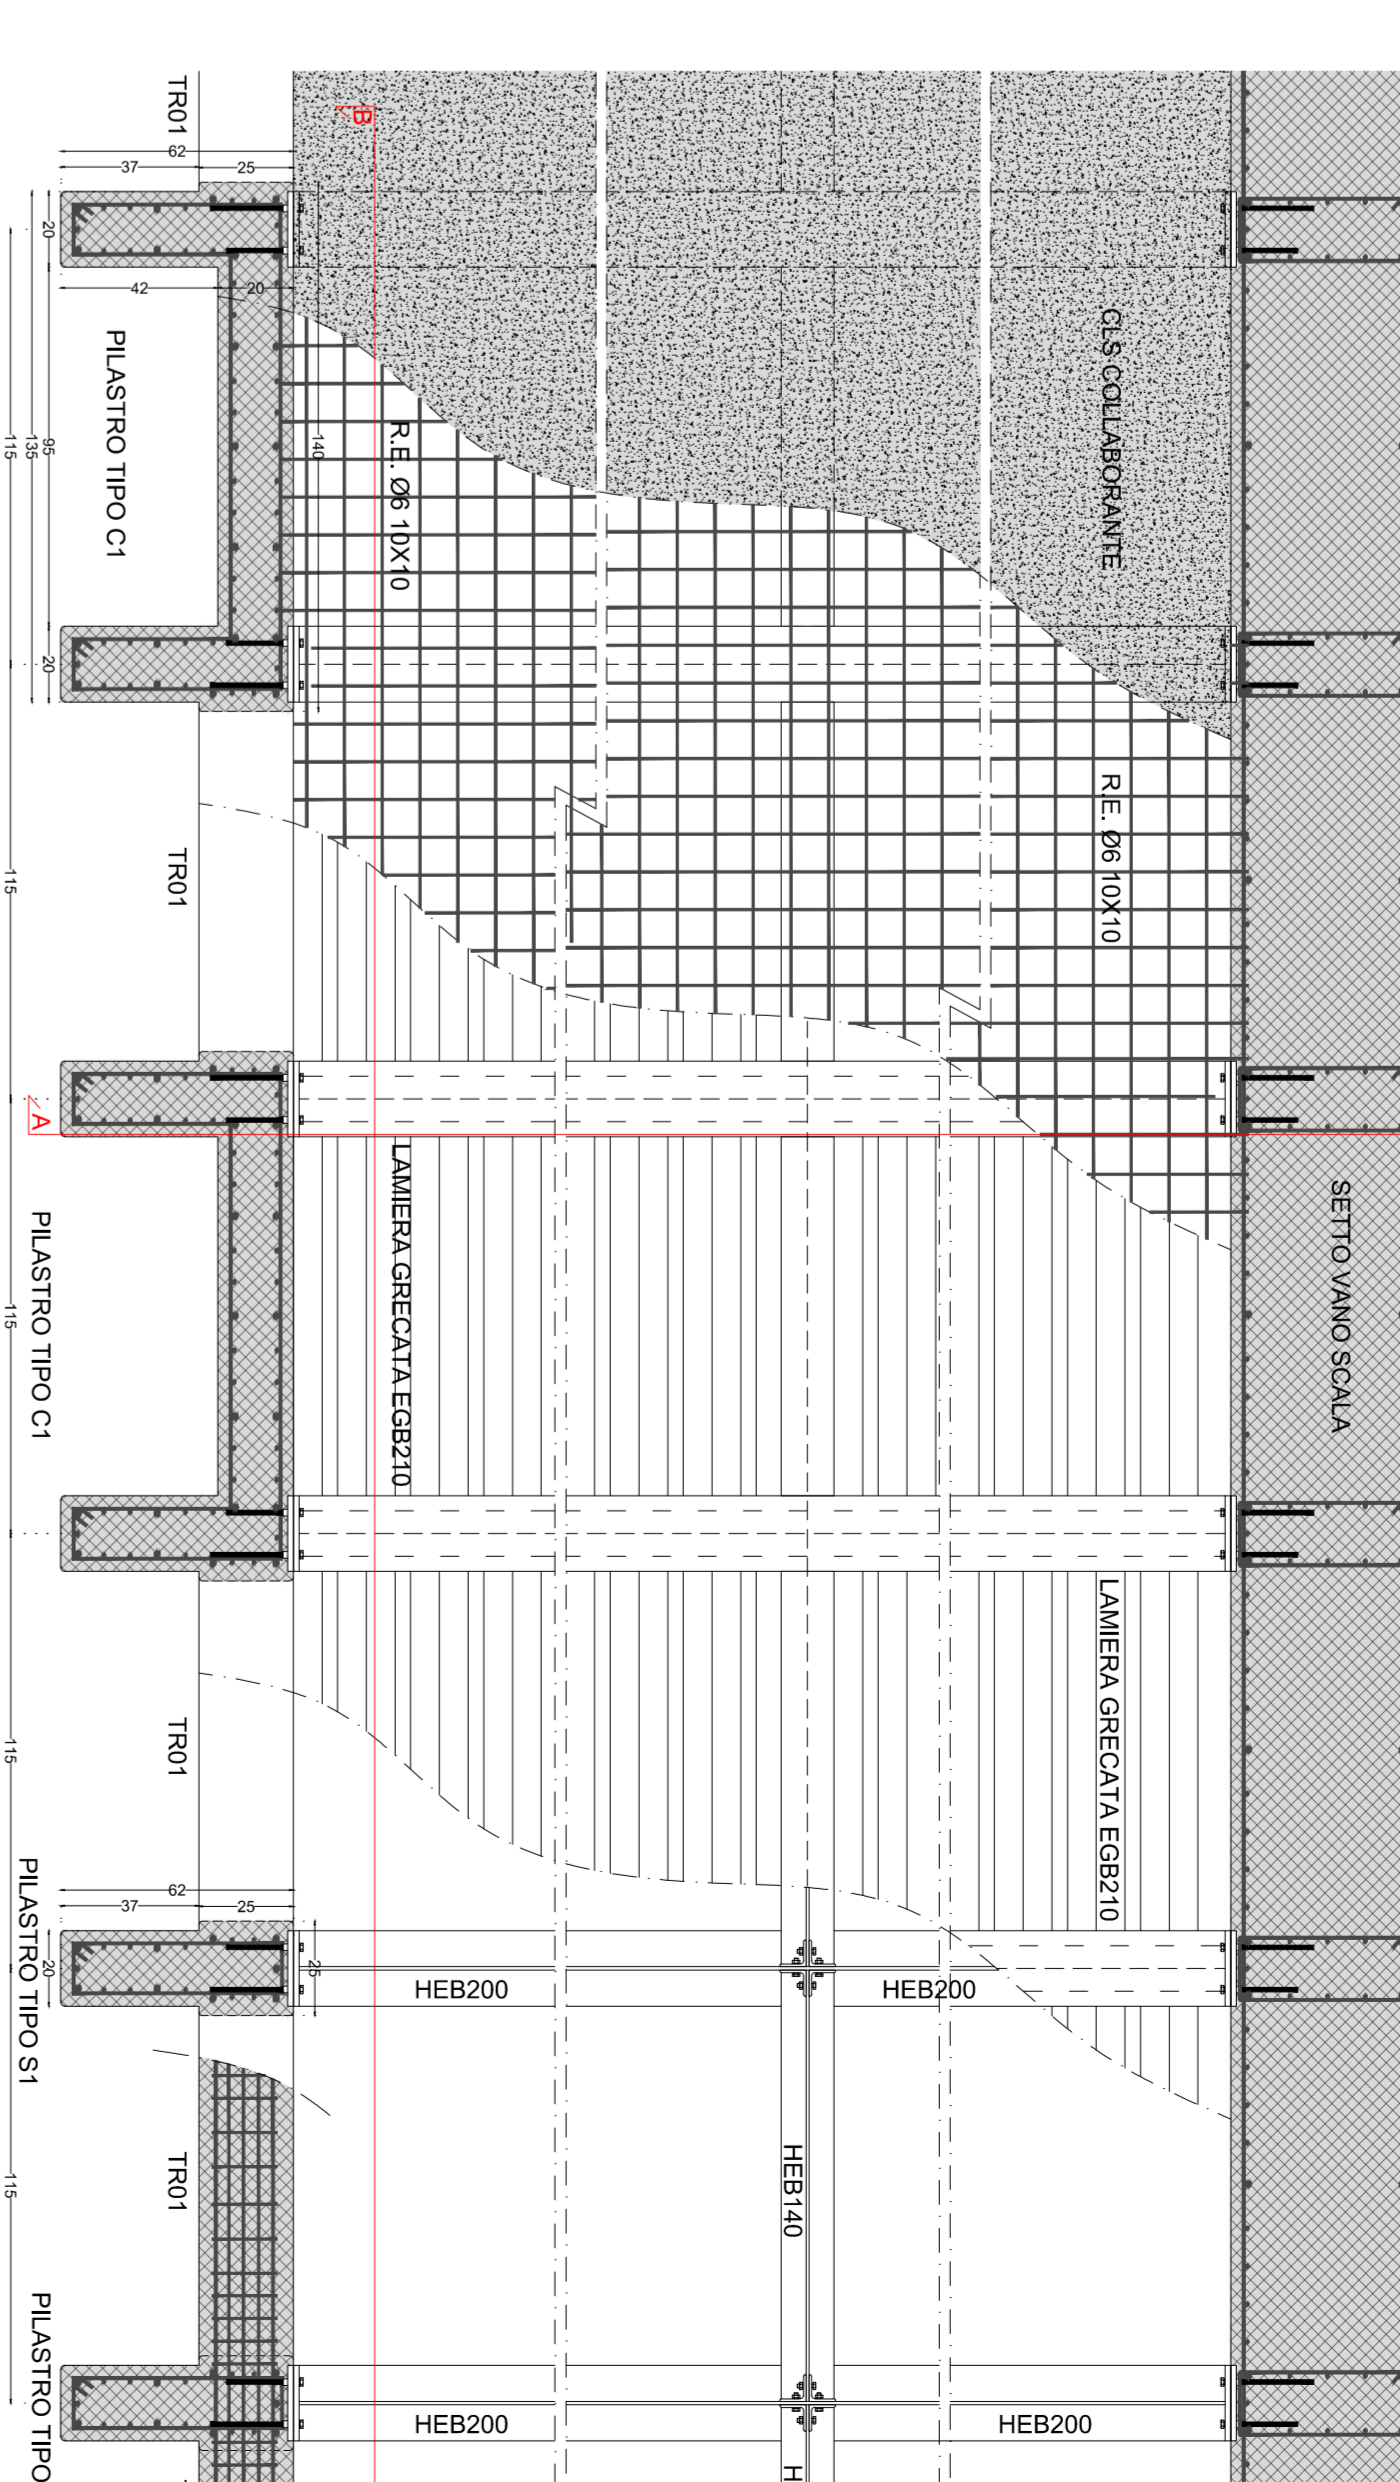 TR01
62
37
25
20
42
20
B
CLS COLLABORANTE
PILASTRO TIPO C1
R.E. Ø6 10X10
140
95
135
115
20
R.E. Ø6 10X10
TR01
115
A
LAMIERA GRECATA EGB210
SETTO VANO SCALA
PILASTRO TIPO C1
115
LAMIERA GRECATA EGB210
TR01
115
62
37
25
PILASTRO TIPO S1
20
25
HEB200
HEB200
HEB140
TR01
115
PILASTRO TIPO
HEB200
HEB200
H